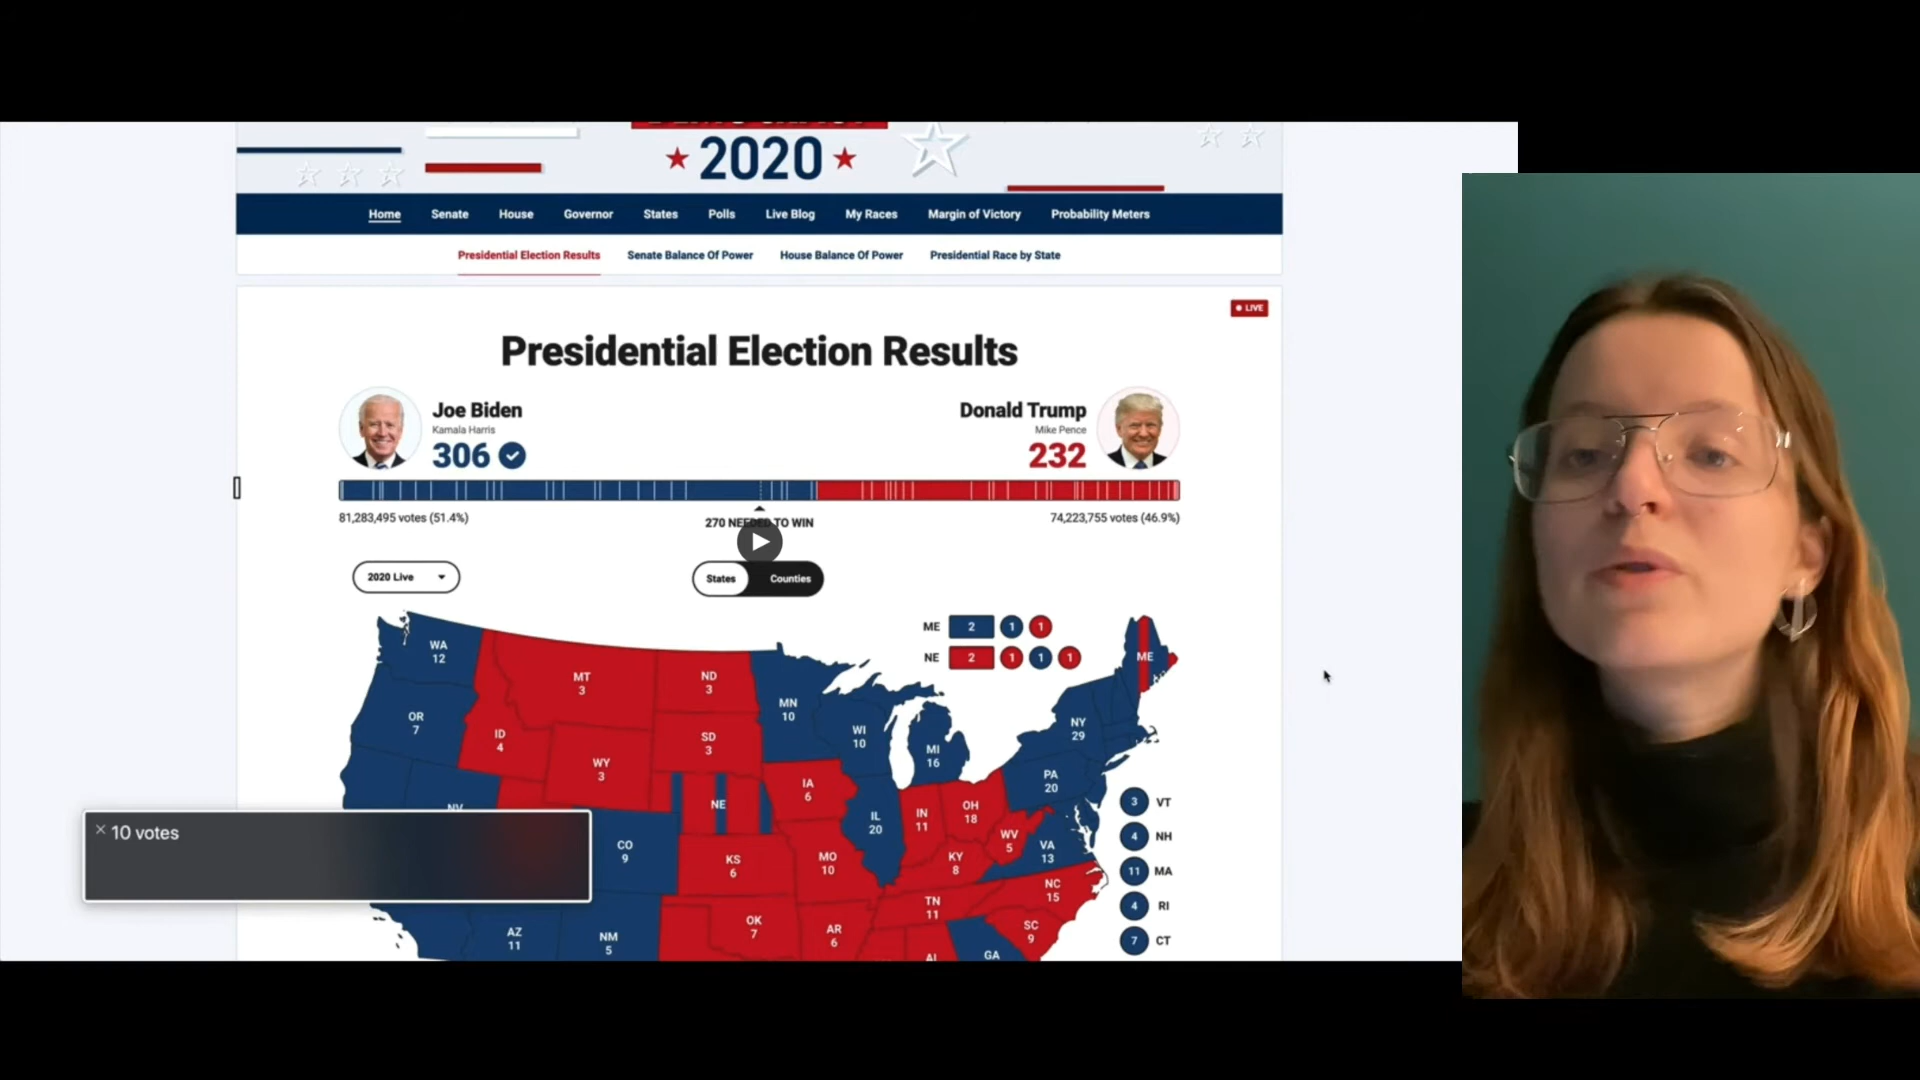 2020
Home Senate House Governor States Polls Live Blog My Races Margin of Victory Probability Meters
Presidential Election Results Senate Balance Of Power House Balance Of Power Presidential Race by State
LIVE
Presidential Election Results
Joe Biden
Kamala Harris
306
Donald Trump
Mike Pence
232
81,283,495 votes (51.4%)
270 NEEDED TO WIN
74,223,755 votes (46.9%)
2020 Live
States Counties
ME 2 1 1
NE 2 1 1 1
WA
12
MT
3
ND
3
MN
10
ME
OR
7
ID
4
SD
3
WI
10
MI
16
NY
29
WY
3
PA
20
NV
NE
IA
6
IL
20
IN
11
OH
18
WV
5
VA
13
CO
9
KS
6
MO
10
KY
8
NC
15
TN
11
AZ
11
NM
5
OK
7
AR
6
SC
9
AL
GA
3 VT
4 NH
11 MA
4 RI
7 CT
10 votes